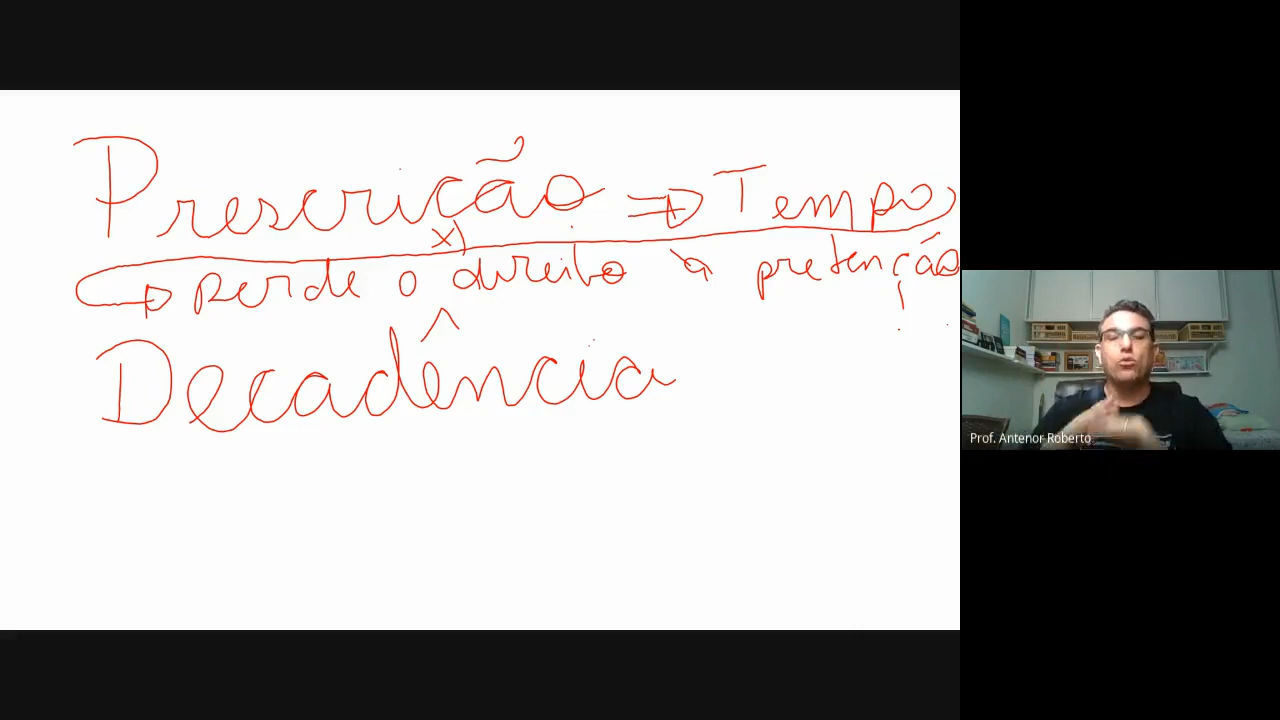 Prescrição => Tempo
↪ perde o direito à pretenção
Decadência
Prof. Antenor Roberto